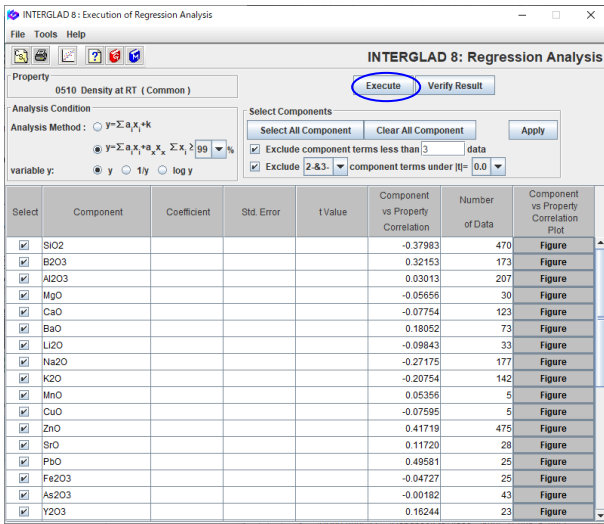 INTERGLAD 8 : Execution of Regression Analysis
File Tools Help
INTERGLAD 8: Regression Analysis
Property
0510 Density at RT ( Common )
Execute Verify Result
Analysis Condition
Analysis Method : y=Σaixi+k
y=Σaixi+axxx Σxi≥ 99 %
variable y: y 1/y log y
Select Components
Select All Component Clear All Component Apply
Exclude component terms less than 3 data
Exclude 2-&3- component terms under |t|= 0.0
Select Component Coefficient Std. Error t Value Component vs Property Correlation Number of Data Component vs Property Correlation Plot
SiO2 -0.37983 470 Figure
B2O3 0.32153 173 Figure
Al2O3 0.03013 207 Figure
MgO -0.05656 30 Figure
CaO -0.07754 123 Figure
BaO 0.18052 73 Figure
Li2O -0.09843 33 Figure
Na2O -0.27175 177 Figure
K2O -0.20754 142 Figure
MnO 0.05356 5 Figure
CuO -0.07595 5 Figure
ZnO 0.41719 475 Figure
SrO 0.11720 28 Figure
PbO 0.49581 25 Figure
Fe2O3 -0.04727 25 Figure
As2O3 -0.00182 43 Figure
Y2O3 0.16244 23 Figure